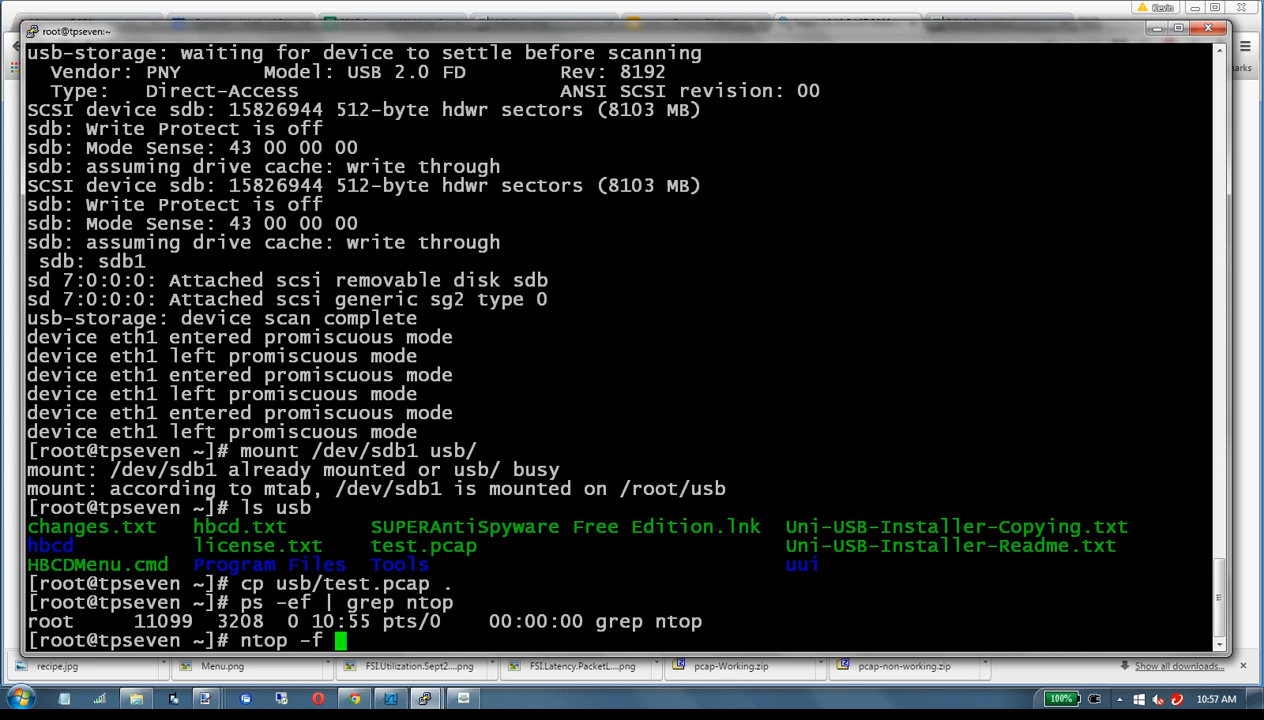 Kevin
root@tpseven:~
usb-storage: waiting for device to settle before scanning
Vendor: PNY Model: USB 2.0 FD Rev: 8192
Type: Direct-Access ANSI SCSI revision: 00
SCSI device sdb: 15826944 512-byte hdwr sectors (8103 MB)
sdb: Write Protect is off
sdb: Mode Sense: 43 00 00 00
sdb: assuming drive cache: write through
SCSI device sdb: 15826944 512-byte hdwr sectors (8103 MB)
sdb: Write Protect is off
sdb: Mode Sense: 43 00 00 00
sdb: assuming drive cache: write through
sdb: sdb1
sd 7:0:0:0: Attached scsi removable disk sdb
sd 7:0:0:0: Attached scsi generic sg2 type 0
usb-storage: device scan complete
device eth1 entered promiscuous mode
device eth1 left promiscuous mode
device eth1 entered promiscuous mode
device eth1 left promiscuous mode
device eth1 entered promiscuous mode
device eth1 left promiscuous mode
[root@tpseven ~]# mount /dev/sdb1 usb/
mount: /dev/sdb1 already mounted or usb/ busy
mount: according to mtab, /dev/sdb1 is mounted on /root/usb
[root@tpseven ~]# ls usb
changes.txt hbcd.txt SUPERAntiSpyware Free Edition.lnk Uni-USB-Installer-Copying.txt
hbcd license.txt test.pcap Uni-USB-Installer-Readme.txt
HBCDMenu.cmd Program Files Tools uui
[root@tpseven ~]# cp usb/test.pcap .
[root@tpseven ~]# ps -ef | grep ntop
root 11099 3208 0 10:55 pts/0 00:00:00 grep ntop
[root@tpseven ~]# ntop -f
recipe.jpg Menu.png FSI.Utilization.Sept2....png FSI.Latency.PacketL....png pcap-Working.zip pcap-non-working.zip Show all downloads...
100% 10:57 AM